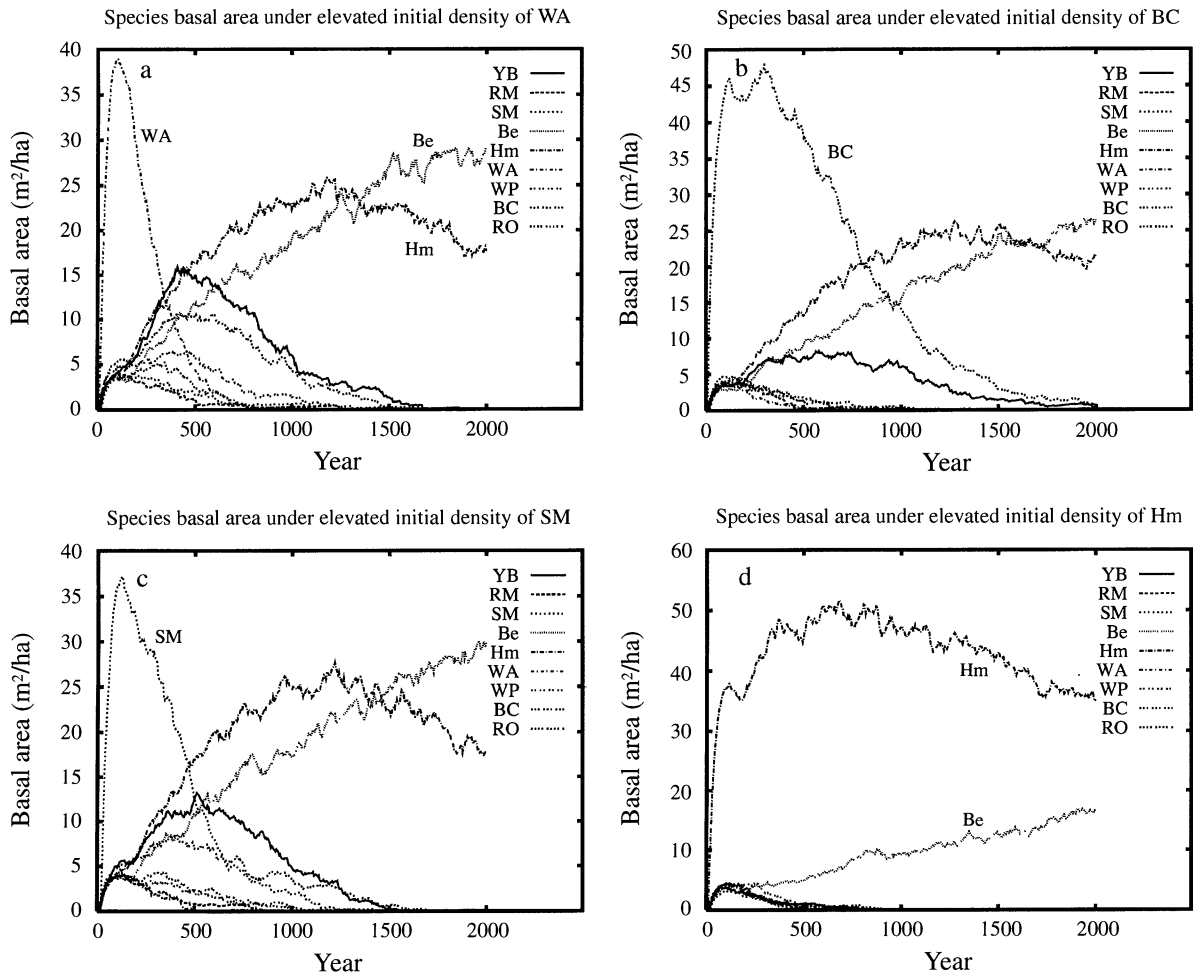 Species basal area under elevated initial density of WA
40
35
30
25
20
15
10
5
0
Basal area (m²/ha)
a
WA
Be
Hm
YB
RM
SM
Be
Hm
WA
WP
BC
RO
0 500 1000 1500 2000
Year
Species basal area under elevated initial density of BC
50
45
40
35
30
25
20
15
10
5
0
Basal area (m²/ha)
b
BC
YB
RM
SM
Be
Hm
WA
WP
BC
RO
0 500 1000 1500 2000
Year
Species basal area under elevated initial density of SM
40
35
30
25
20
15
10
5
0
Basal area (m²/ha)
c
SM
YB
RM
SM
Be
Hm
WA
WP
BC
RO
0 500 1000 1500 2000
Year
Species basal area under elevated initial density of Hm
60
50
40
30
20
10
0
Basal area (m²/ha)
d
Hm
Be
YB
RM
SM
Be
Hm
WA
WP
BC
RO
0 500 1000 1500 2000
Year